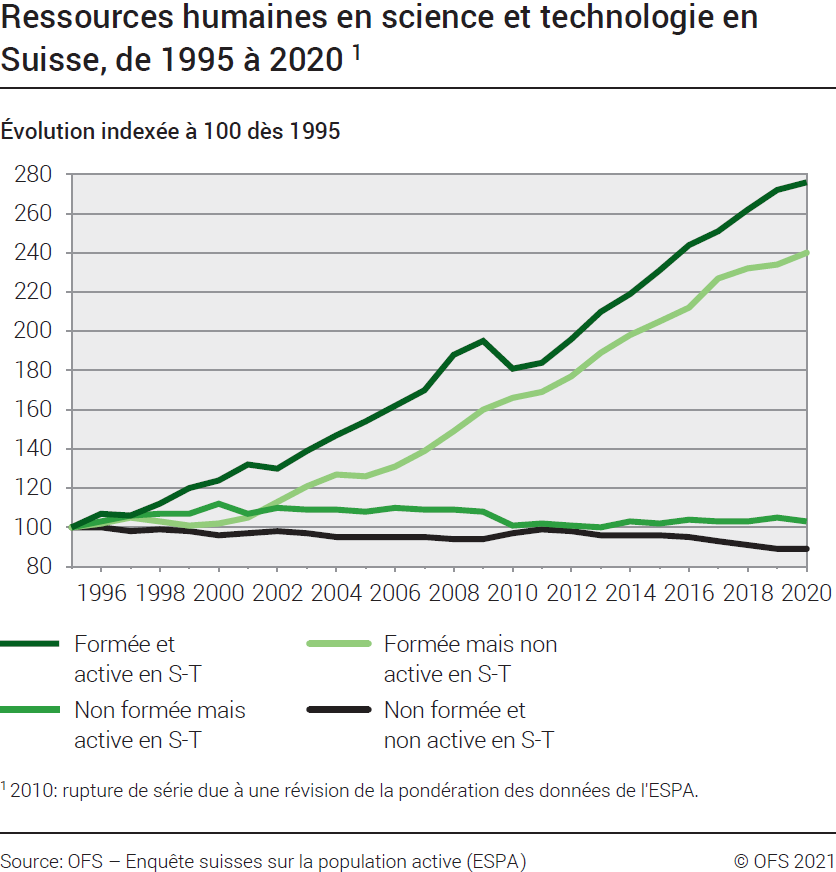 Ressources humaines en science et technologie en
Suisse, de 1995 à 2020 ¹
Évolution indexée à 100 dès 1995
280
260
240
220
200
180
160
140
120
100
80
1996 1998 2000 2002 2004 2006 2008 2010 2012 2014 2016 2018 2020
Formée et
active en S-T
Formée mais non
active en S-T
Non formée mais
active en S-T
Non formée et
non active en S-T
¹ 2010: rupture de série due à une révision de la pondération des données de l'ESPA.
Source: OFS – Enquête suisses sur la population active (ESPA)
© OFS 2021